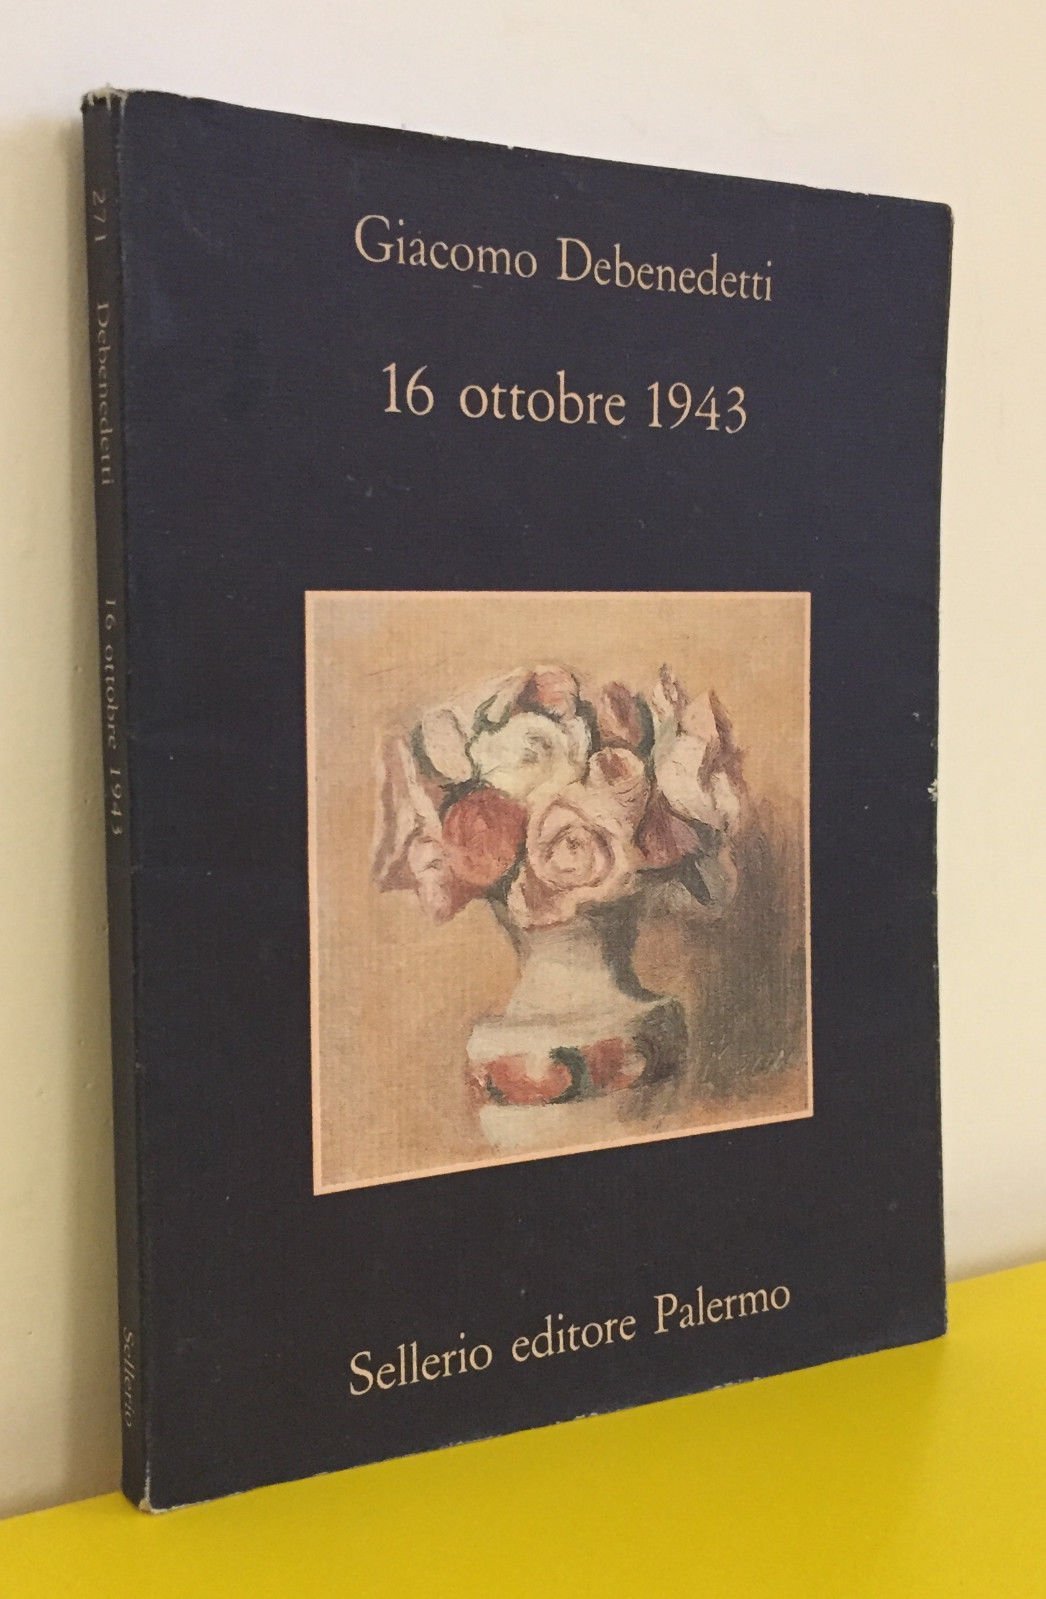 Giacomo Debenedetti
16 ottobre 1943
Sellerio editore Palermo
271 Debenedetti 16 ottobre 1943 Sellerio